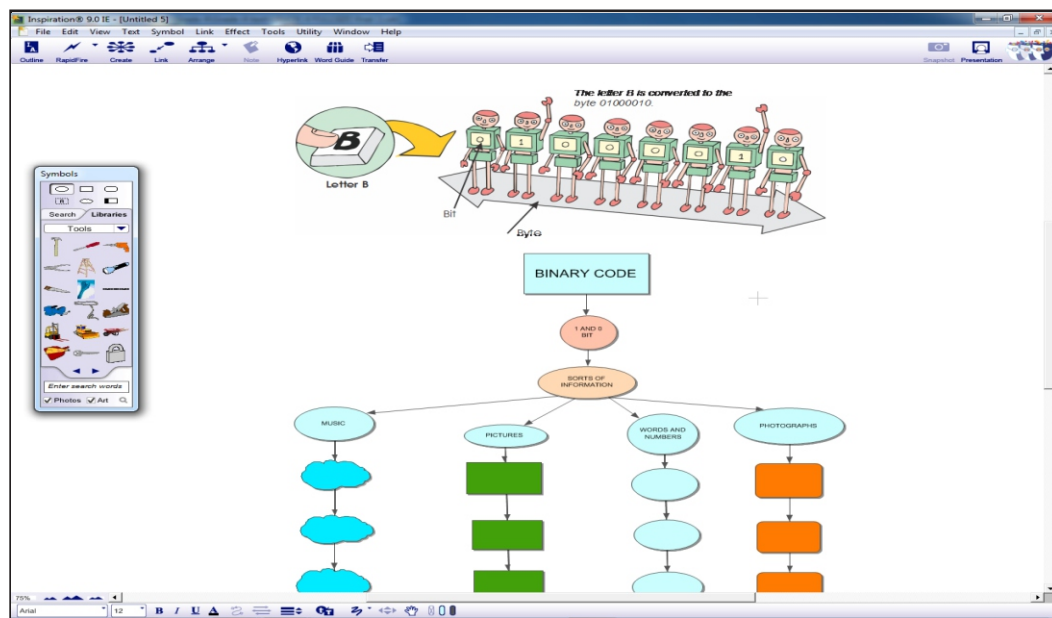 Inspiration® 9.0 IE - [Untitled 5]
File Edit View Text Symbol Link Effect Tools Utility Window Help
Outline RapidFire Create Link Arrange Note Hyperlink Word Guide Transfer Snapshot Presentation
The letter B is converted to the
byte 01000010.
B
0 1 0 0 0 0 1 0
Letter B
Bit
Byte
Symbols
Search Libraries
Tools
Enter search words
Photos Art
BINARY CODE
1 AND 0
BIT
SORTS OF
INFORMATION
MUSIC
PICTURES
WORDS AND
NUMBERS
PHOTOGRAPHS
75%
Arial 12 B I U A